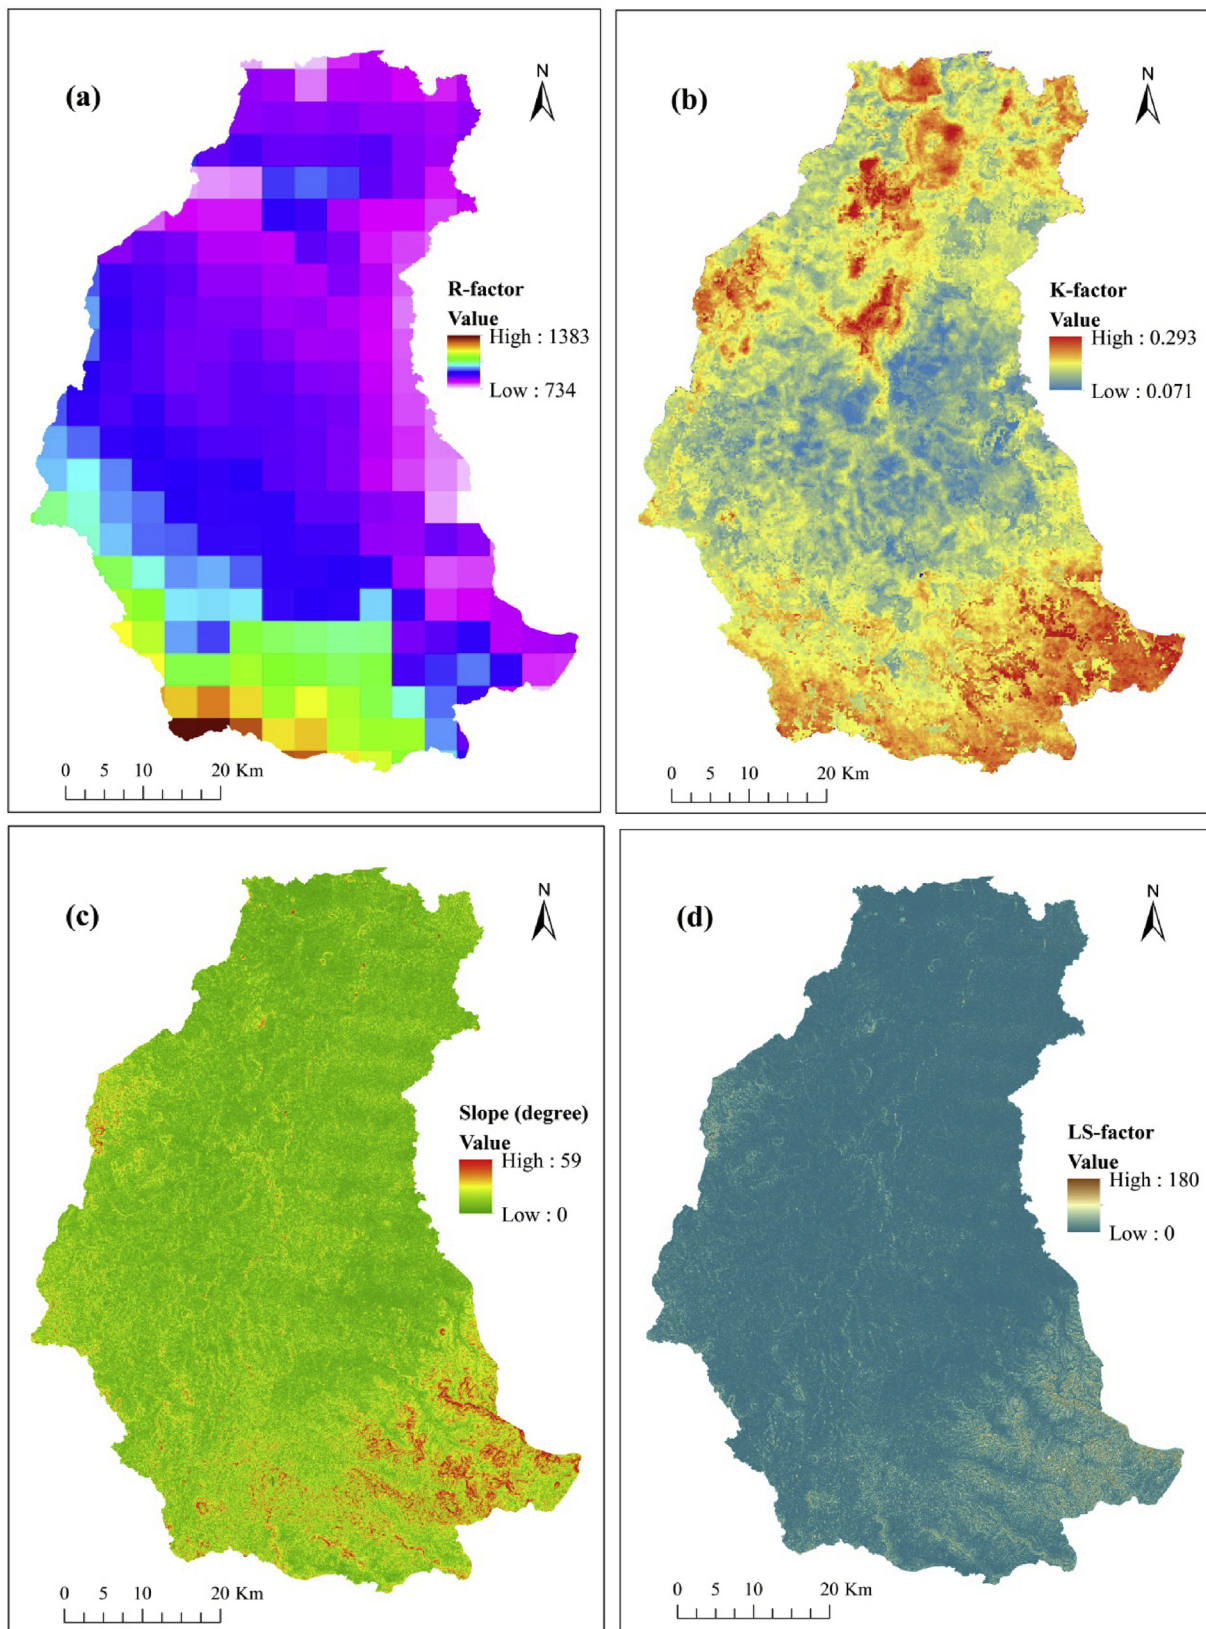 (a)
N
R-factor
Value
High : 1383
Low : 734
0 5 10 20 Km
(b)
N
K-factor
Value
High : 0.293
Low : 0.071
0 5 10 20 Km
(c)
N
Slope (degree)
Value
High : 59
Low : 0
0 5 10 20 Km
(d)
N
LS-factor
Value
High : 180
Low : 0
0 5 10 20 Km